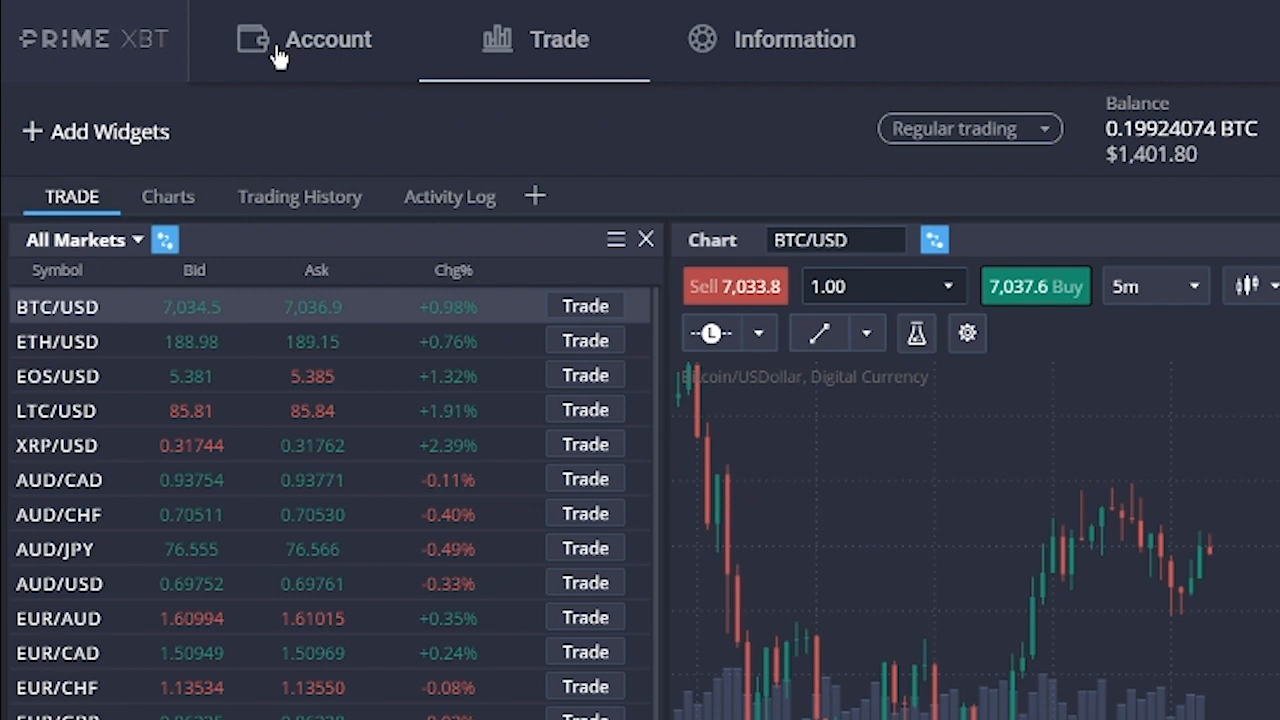 PRIME XBT
Account
Trade
Information
+ Add Widgets
Regular trading
Balance
0.19924074 BTC
$1,401.80
TRADE
Charts
Trading History
Activity Log
All Markets
Symbol Bid Ask Chg%
BTC/USD 7,034.5 7,036.9 +0.98% Trade
ETH/USD 188.98 189.15 +0.76% Trade
EOS/USD 5.381 5.385 +1.32% Trade
LTC/USD 85.81 85.84 +1.91% Trade
XRP/USD 0.31744 0.31762 +2.39% Trade
AUD/CAD 0.93754 0.93771 -0.11% Trade
AUD/CHF 0.70511 0.70530 -0.40% Trade
AUD/JPY 76.555 76.566 -0.49% Trade
AUD/USD 0.69752 0.69761 -0.33% Trade
EUR/AUD 1.60994 1.61015 +0.35% Trade
EUR/CAD 1.50949 1.50969 +0.24% Trade
EUR/CHF 1.13534 1.13550 -0.08% Trade
Chart BTC/USD
Sell 7,033.8 1.00 7,037.6 Buy 5m
L
Bitcoin/USDollar, Digital Currency